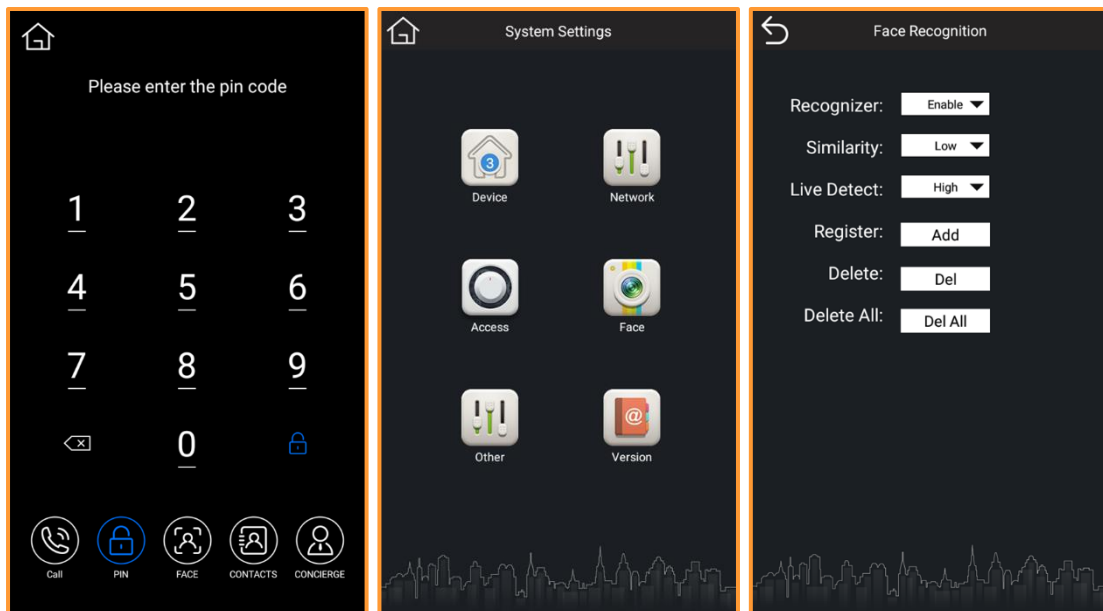 Please enter the pin code
1 2 3
4 5 6
7 8 9
0
Call PIN FACE CONTACTS CONCIERGE
System Settings
3
Device Network
Access Face
@
Other Version
Face Recognition
Recognizer: Enable
Similarity: Low
Live Detect: High
Register: Add
Delete: Del
Delete All: Del All